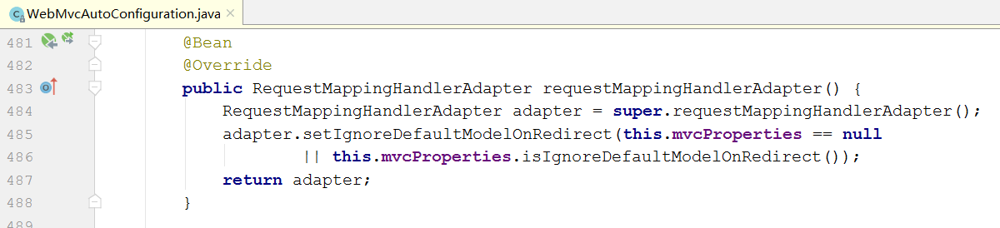 WebMvcAutoConfiguration.java ×
481 @Bean
482 @Override
483 public RequestMappingHandlerAdapter requestMappingHandlerAdapter() {
484 RequestMappingHandlerAdapter adapter = super.requestMappingHandlerAdapter();
485 adapter.setIgnoreDefaultModelOnRedirect(this.mvcProperties == null
486 || this.mvcProperties.isIgnoreDefaultModelOnRedirect());
487 return adapter;
488 }
489